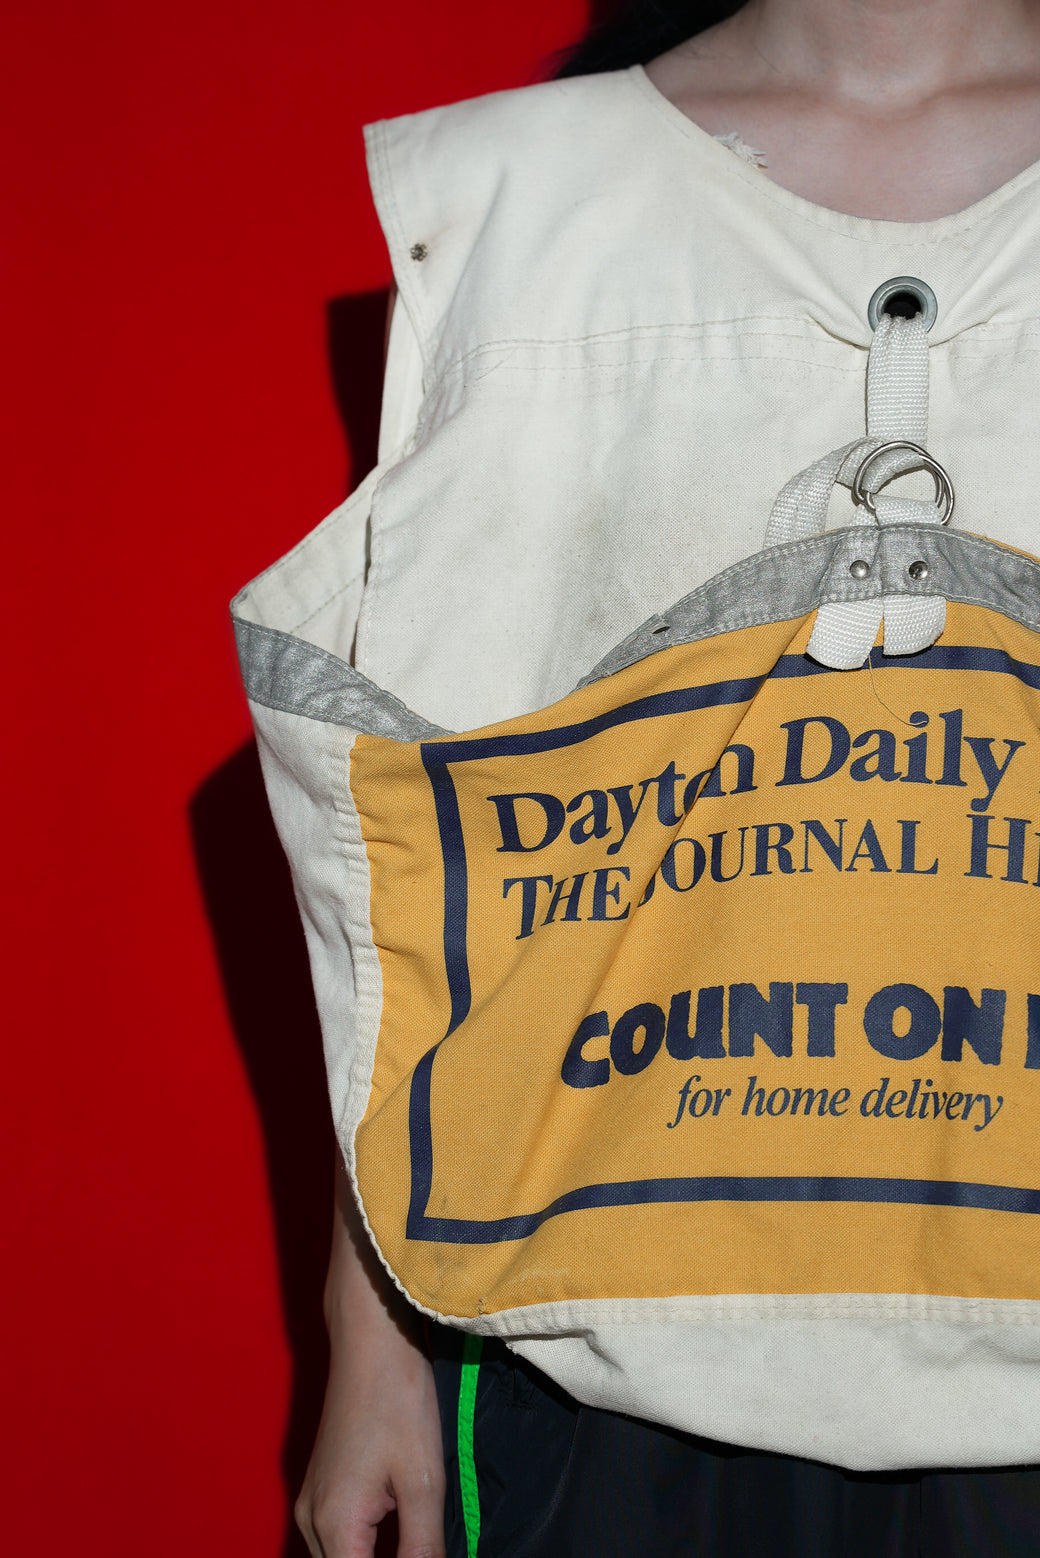 Dayton Daily
THE JOURNAL
COUNT ON
for home delivery